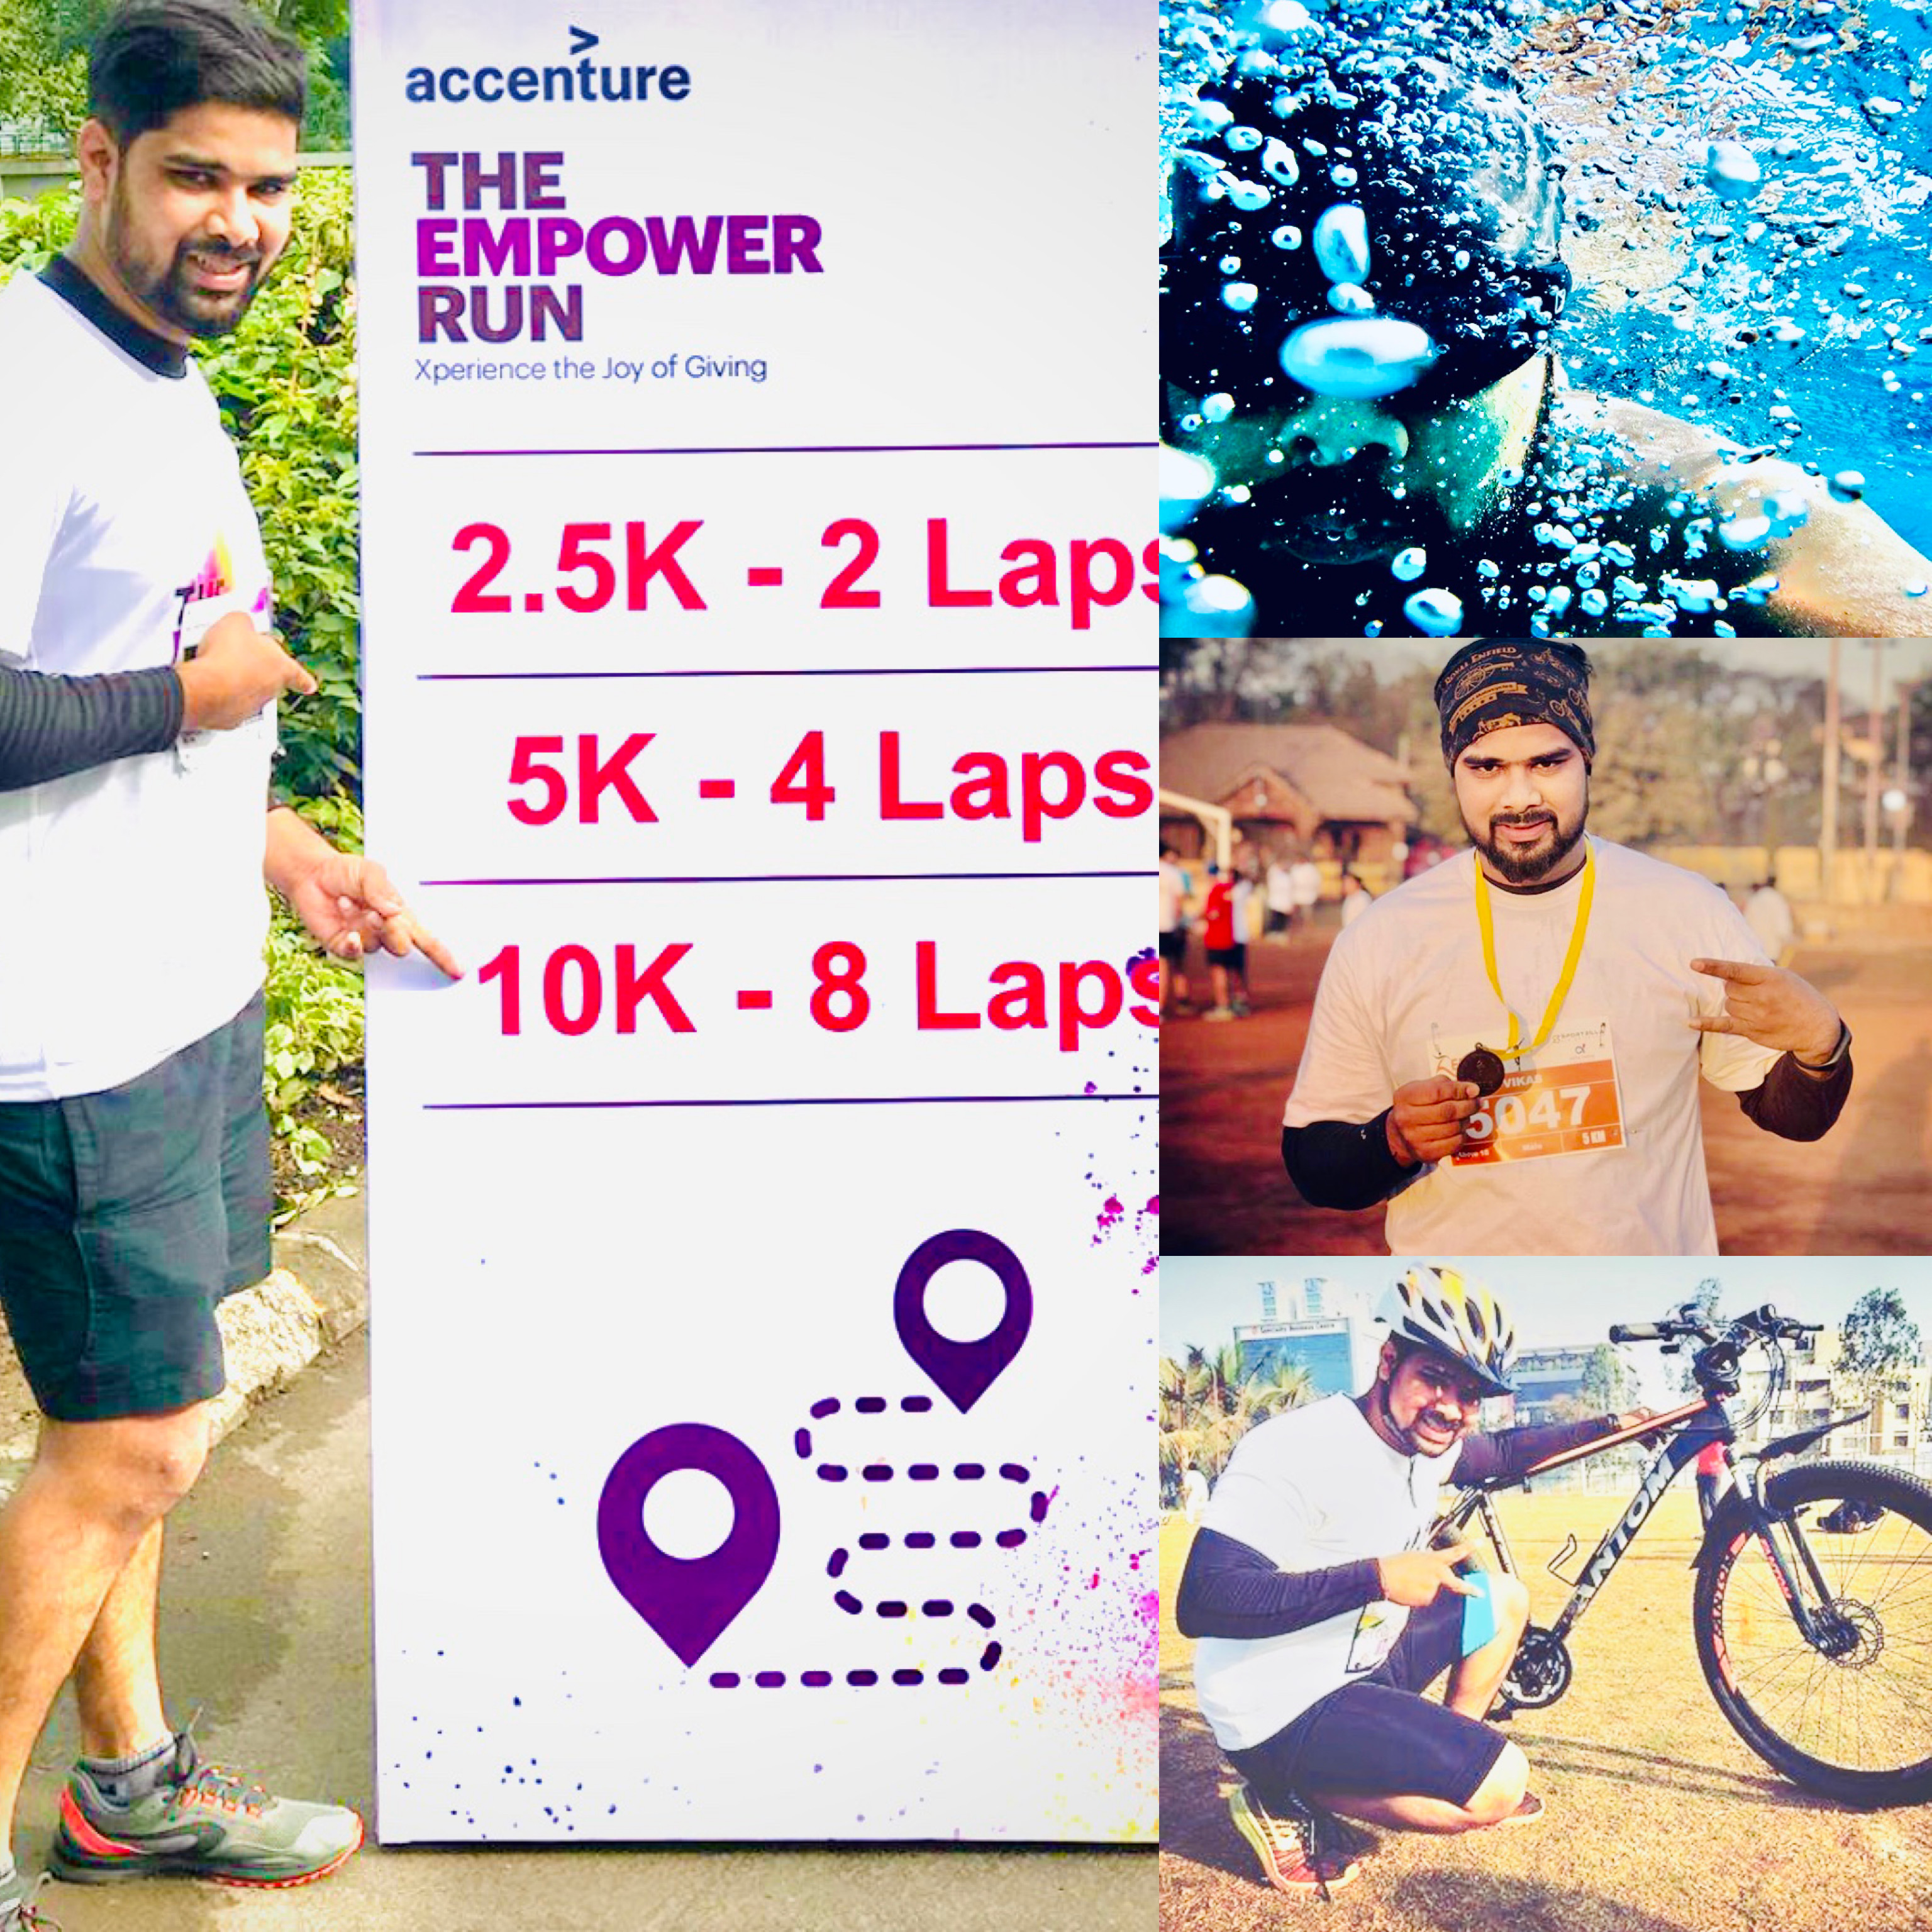 accenture
THE
EMPOWER
RUN
Xperience the Joy of Giving
2.5K - 2 Laps
5K - 4 Laps
10K - 8 Laps
ROYAL ENFIELD
VIKAS
5047
5 KM
ANTOM